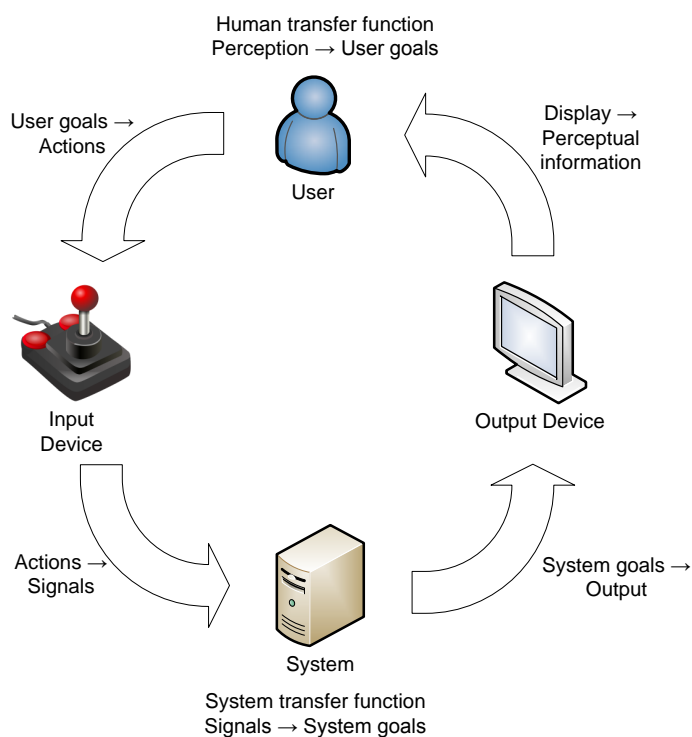 Human transfer function
Perception → User goals
User goals →
Actions
Display →
Perceptual
information
User
Input
Device
Output Device
Actions →
Signals
System goals →
Output
System
System transfer function
Signals → System goals